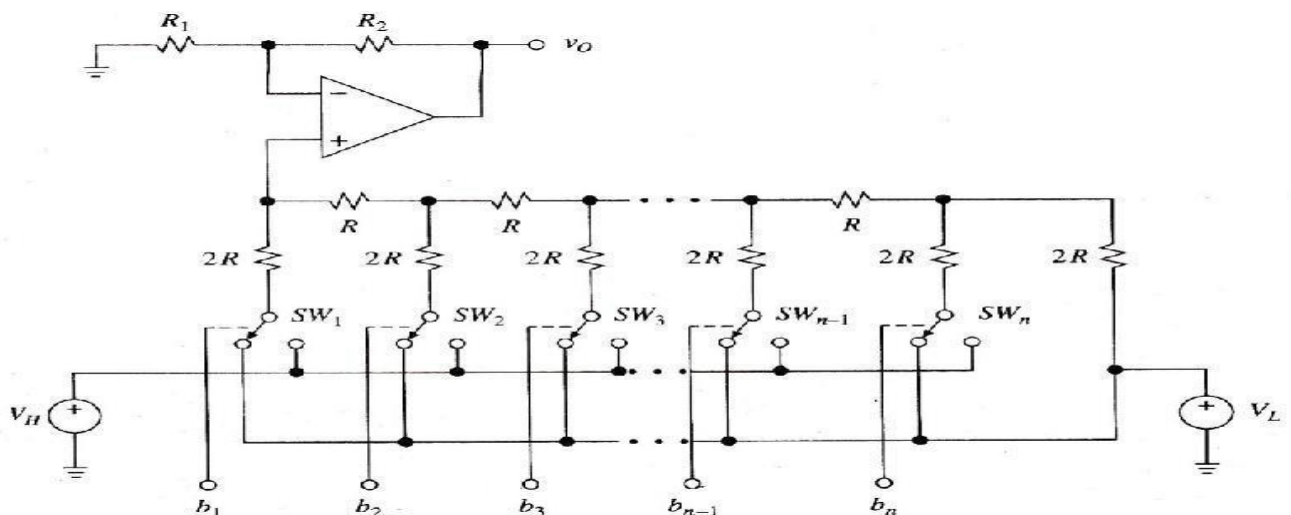 R1 R2
vO
−
+
R R R
2R 2R 2R 2R 2R 2R
SW1 SW2 SW3 SWn−1 SWn
VH + + VL
b1 b2 b3 bn−1 bn